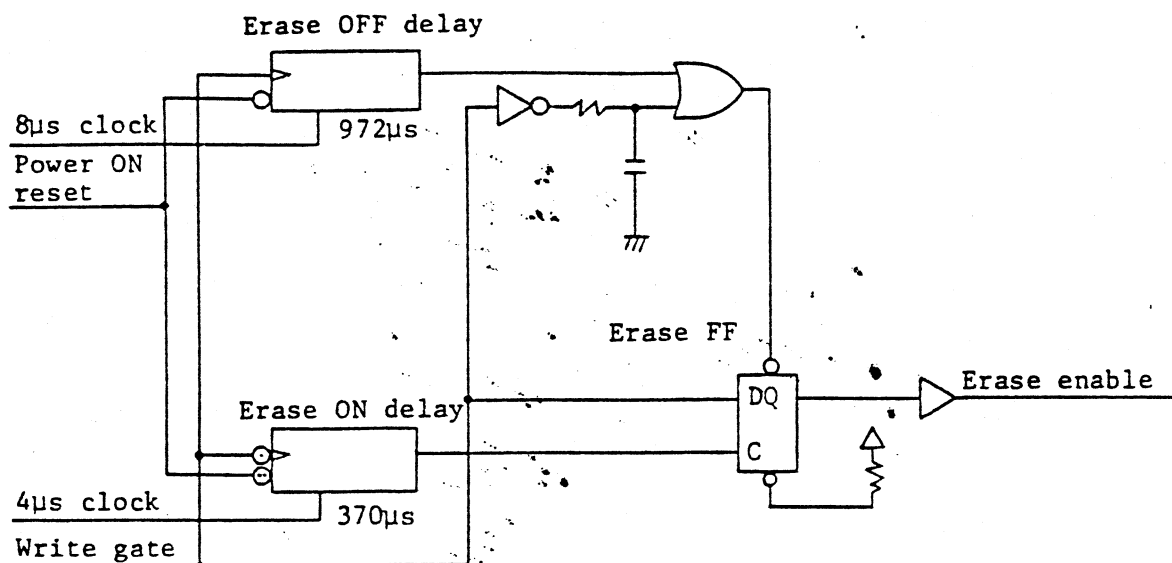 Erase OFF delay
8µs clock
972µs
Power ON
reset
Erase FF
DQ
Erase enable
Erase ON delay
C
4µs clock
370µs
Write gate